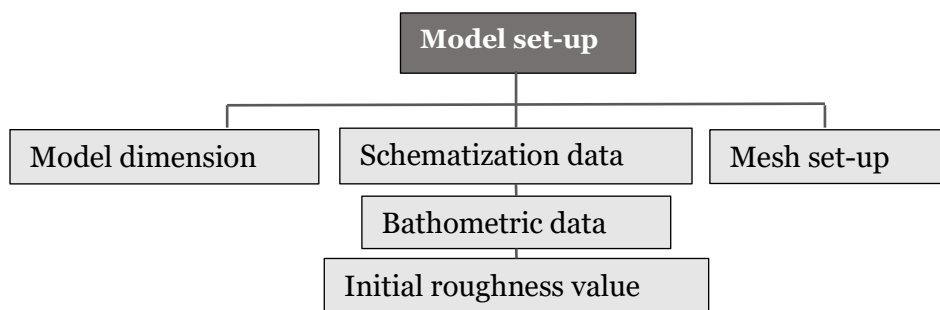 Model set-up
Model dimension
Schematization data
Mesh set-up
Bathometric data
Initial roughness value